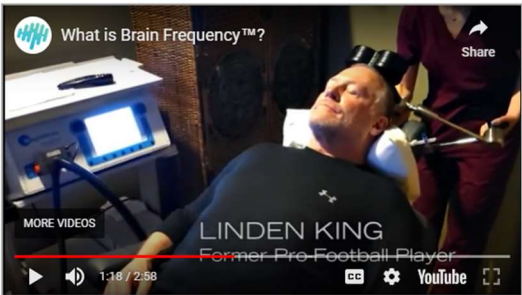 What is Brain Frequency™?
Share
MORE VIDEOS
LINDEN KING
Former Pro-Football Player
1:18 / 2:58
CC
YouTube